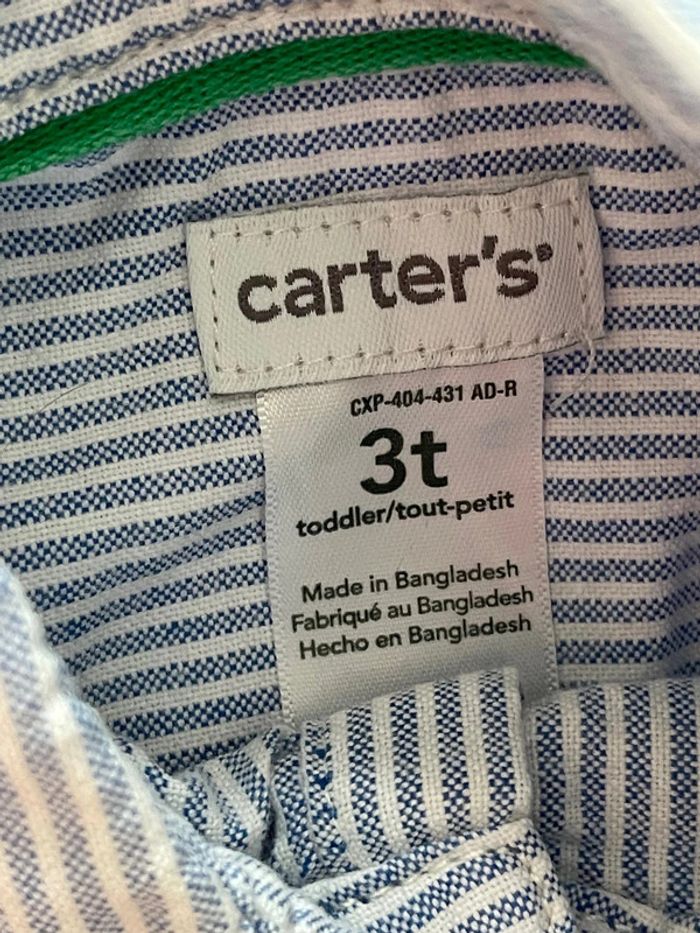 carter's®
CXP-404-431 AD-R
3t
toddler/tout-petit
Made in Bangladesh
Fabriqué au Bangladesh
Hecho en Bangladesh